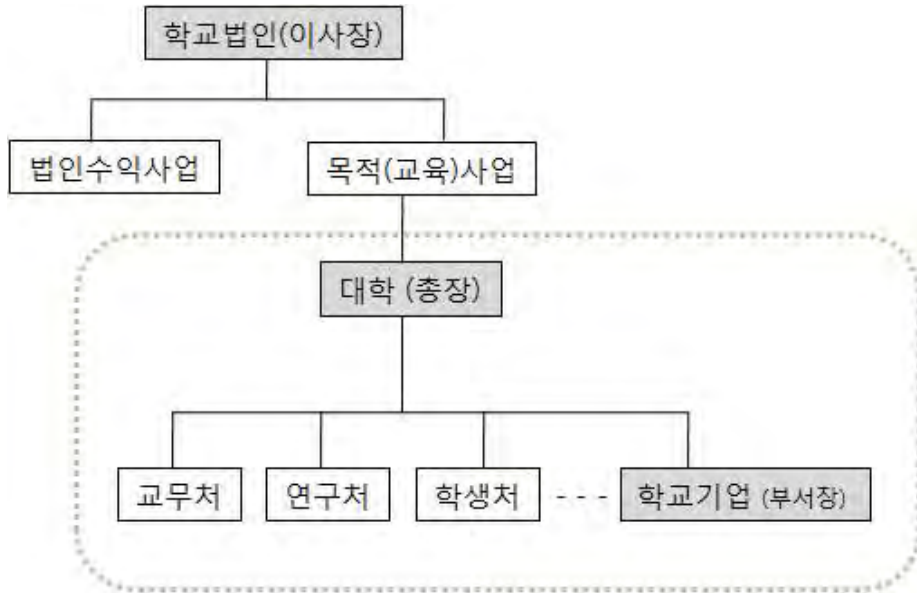 학교법인(이사장)
법인수익사업
목적(교육)사업
대학 (총장)
교무처
연구처
학생처
- - -
학교기업 (부서장)